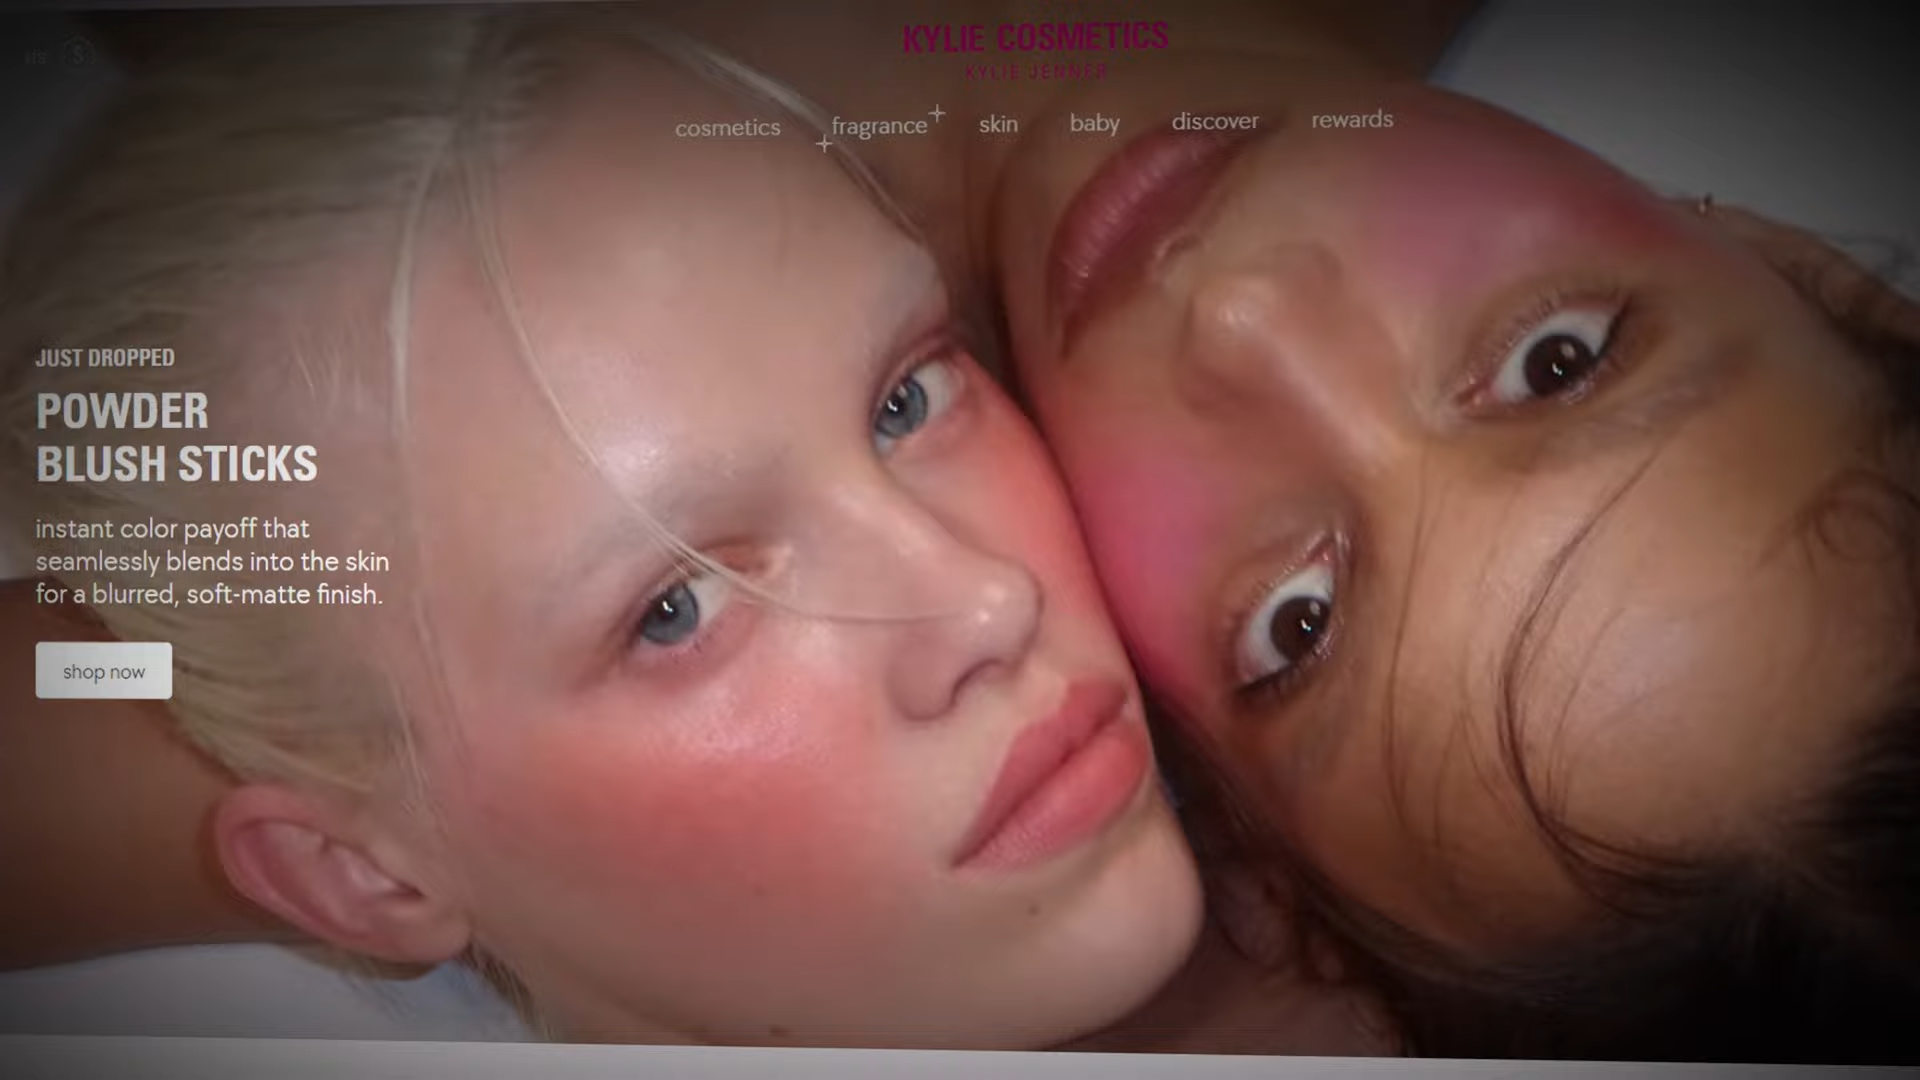 KYLIE COSMETICS
KYLIE JENNER
cosmetics fragrance skin baby discover rewards
JUST DROPPED
POWDER
BLUSH STICKS
instant color payoff that
seamlessly blends into the skin
for a blurred, soft-matte finish.
shop now